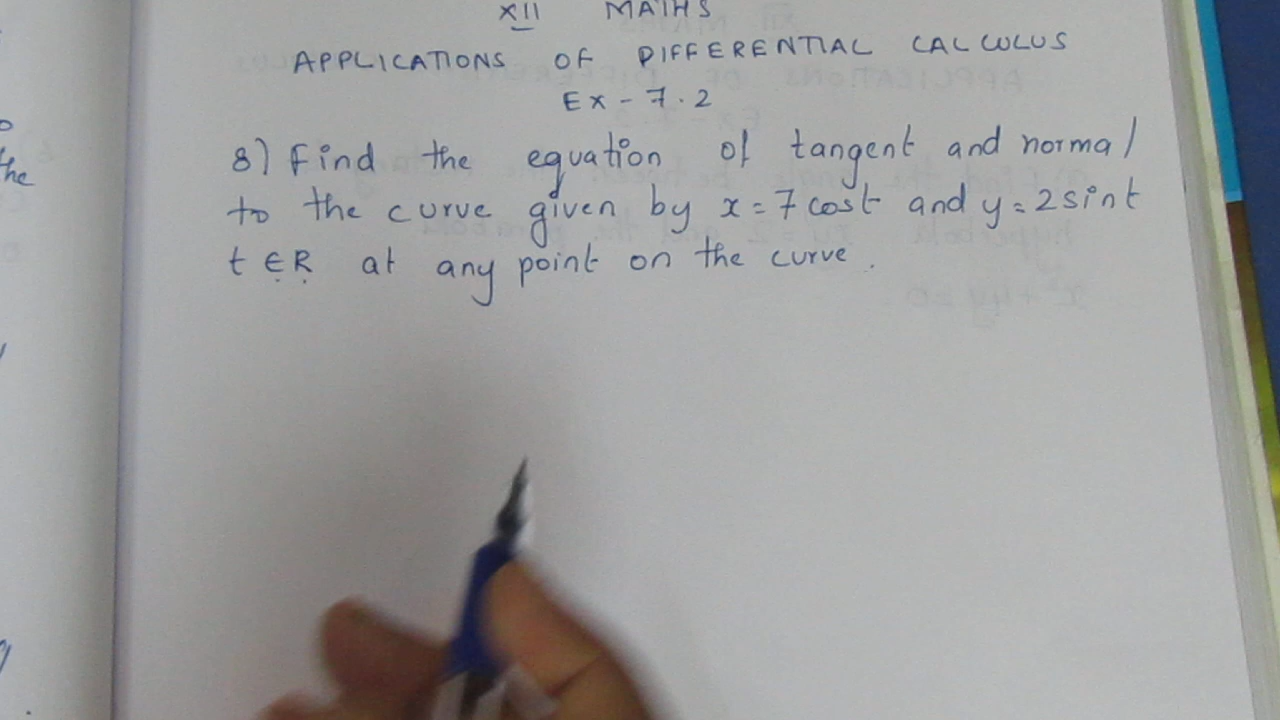 XII MATHS
APPLICATIONS OF DIFFERENTIAL CALCULUS
Ex - 7.2
8) Find the equation of tangent and normal
to the curve given by x = 7 cost and y = 2 sint
t ∈ R at any point on the curve.
the